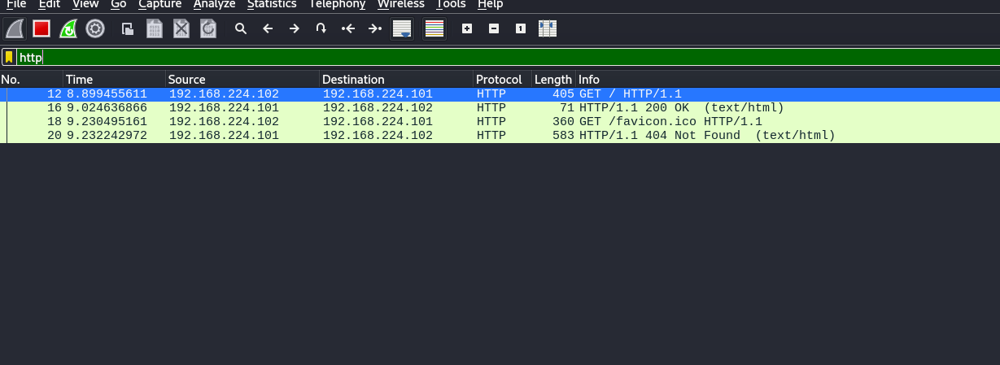 File Edit View Go Capture Analyze Statistics Telephony Wireless Tools Help
http
No. Time Source Destination Protocol Length Info
12 8.899455611 192.168.224.102 192.168.224.101 HTTP 405 GET / HTTP/1.1
16 9.024636866 192.168.224.101 192.168.224.102 HTTP 71 HTTP/1.1 200 OK (text/html)
18 9.230495161 192.168.224.102 192.168.224.101 HTTP 360 GET /favicon.ico HTTP/1.1
20 9.232242972 192.168.224.101 192.168.224.102 HTTP 583 HTTP/1.1 404 Not Found (text/html)